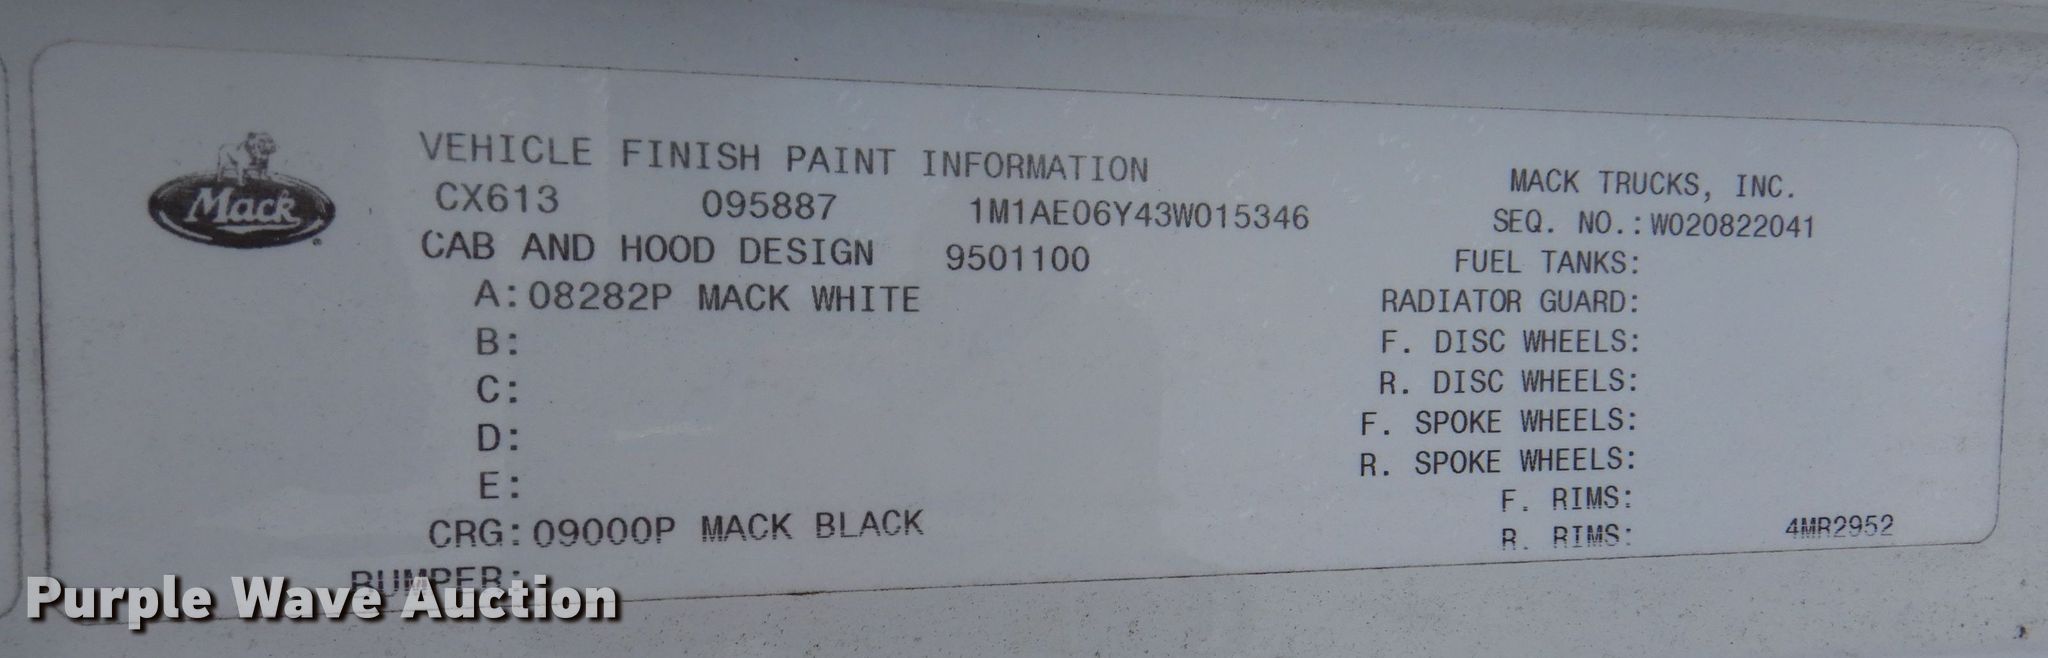 Mack
VEHICLE FINISH PAINT INFORMATION
CX613 095887 1M1AE06Y43W015346
CAB AND HOOD DESIGN 9501100
A:08282P MACK WHITE
B:
C:
D:
E:
CRG:09000P MACK BLACK
BUMPER:
MACK TRUCKS, INC.
SEQ. NO.:W020822041
FUEL TANKS:
RADIATOR GUARD:
F. DISC WHEELS:
R. DISC WHEELS:
F. SPOKE WHEELS:
R. SPOKE WHEELS:
F. RIMS:
R. RIMS:
4MR2952
Purple Wave Auction